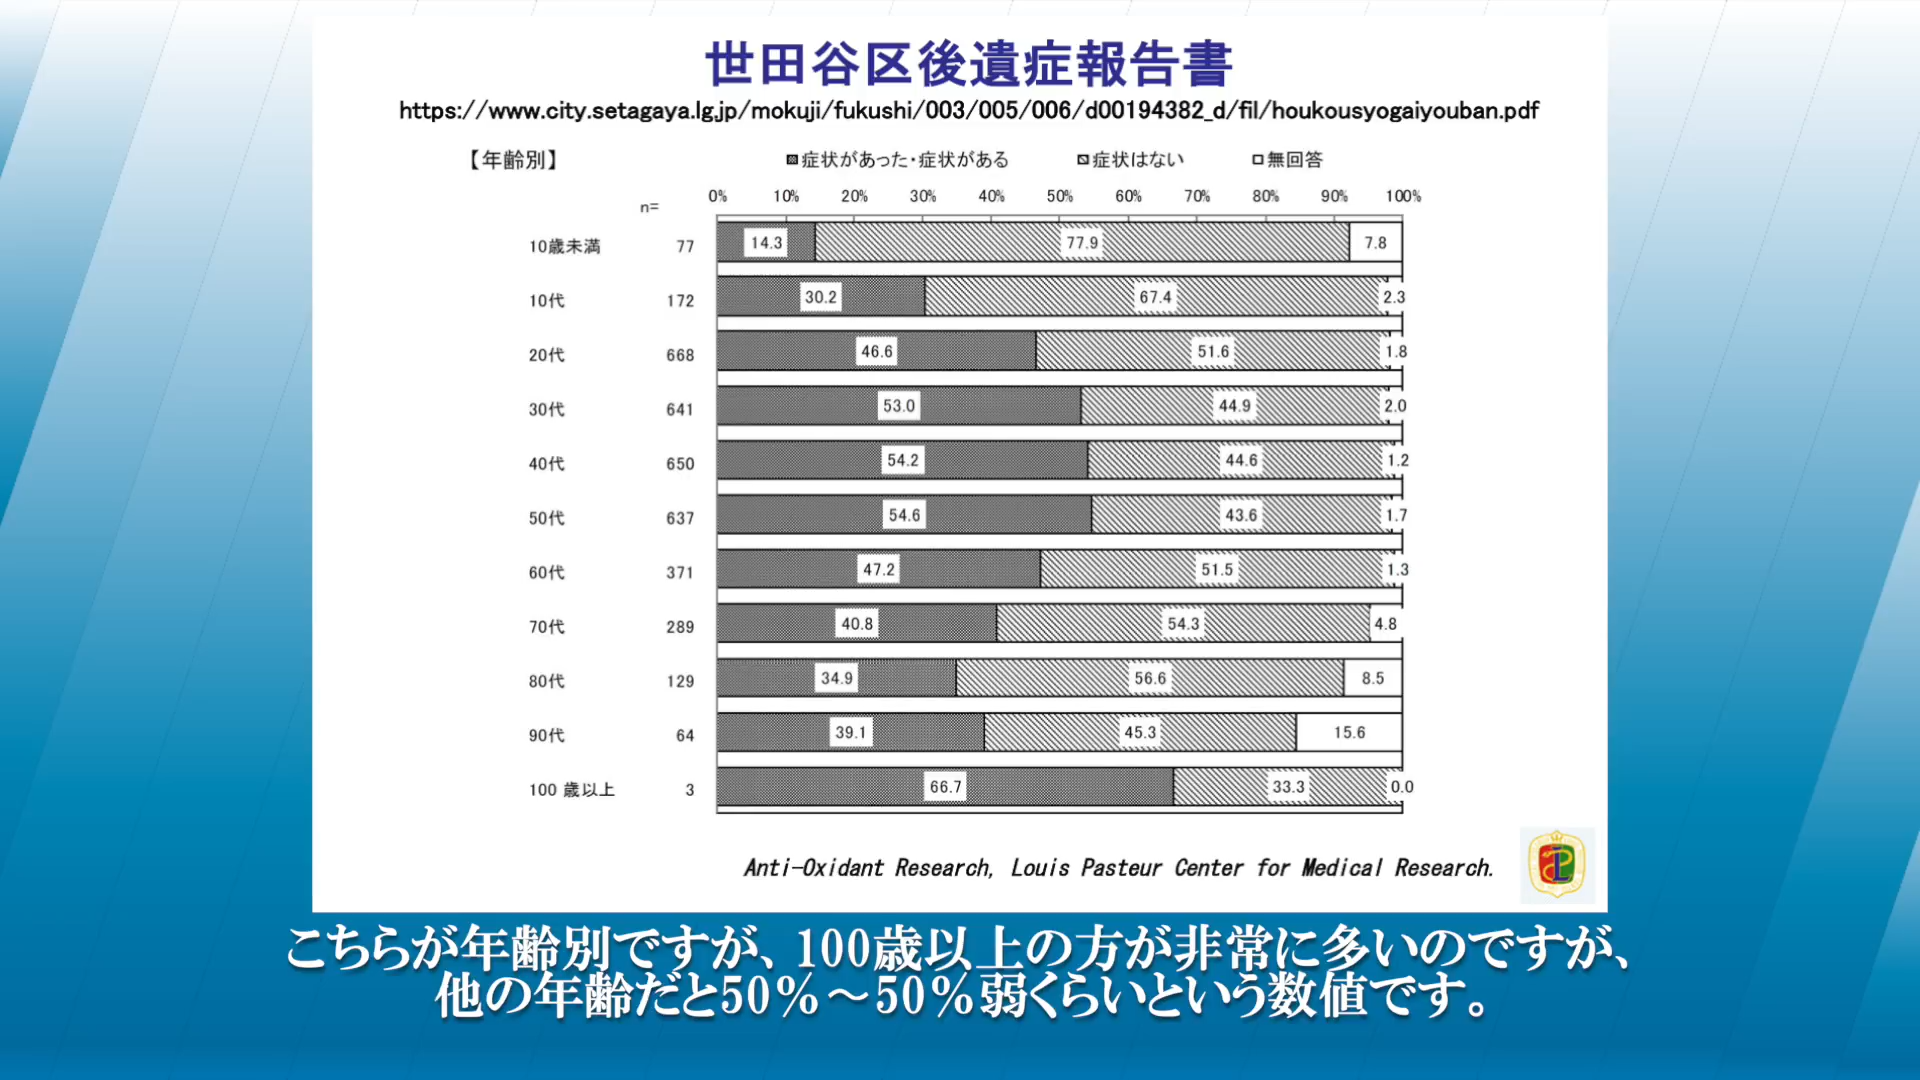 世田谷区後遺症報告書
https://www.city.setagaya.lg.jp/mokuji/fukushi/003/005/006/d00194382_d/fil/houkousyogaiyouban.pdf
【年齢別】 症状があった・症状がある 症状はない 無回答
n= 0% 10% 20% 30% 40% 50% 60% 70% 80% 90% 100%
10歳未満 77 14.3 77.9 7.8
10代 172 30.2 67.4 2.3
20代 668 46.6 51.6 1.8
30代 641 53.0 44.9 2.0
40代 650 54.2 44.6 1.2
50代 637 54.6 43.6 1.7
60代 371 47.2 51.5 1.3
70代 289 40.8 54.3 4.8
80代 129 34.9 56.6 8.5
90代 64 39.1 45.3 15.6
100 歳以上 3 66.7 33.3 0.0
Anti-Oxidant Research, Louis Pasteur Center for Medical Research.
こちらが年齢別ですが、100歳以上の方が非常に多いのですが、
他の年齢だと50％～50％弱くらいという数値です。